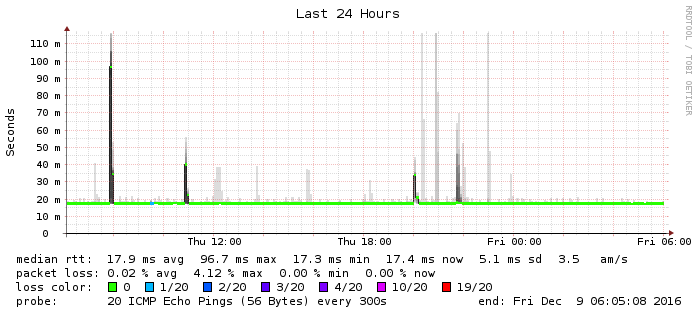 Last 24 Hours
RRDTOOL / TOBI OETIKER
Seconds
110 m
100 m
90 m
80 m
70 m
60 m
50 m
40 m
30 m
20 m
10 m
0
Thu 12:00 Thu 18:00 Fri 00:00 Fri 06:00
median rtt: 17.9 ms avg 96.7 ms max 17.3 ms min 17.4 ms now 5.1 ms sd 3.5 am/s
packet loss: 0.02 % avg 4.12 % max 0.00 % min 0.00 % now
loss color: 0 1/20 2/20 3/20 4/20 10/20 19/20
probe: 20 ICMP Echo Pings (56 Bytes) every 300s end: Fri Dec 9 06:05:08 2016